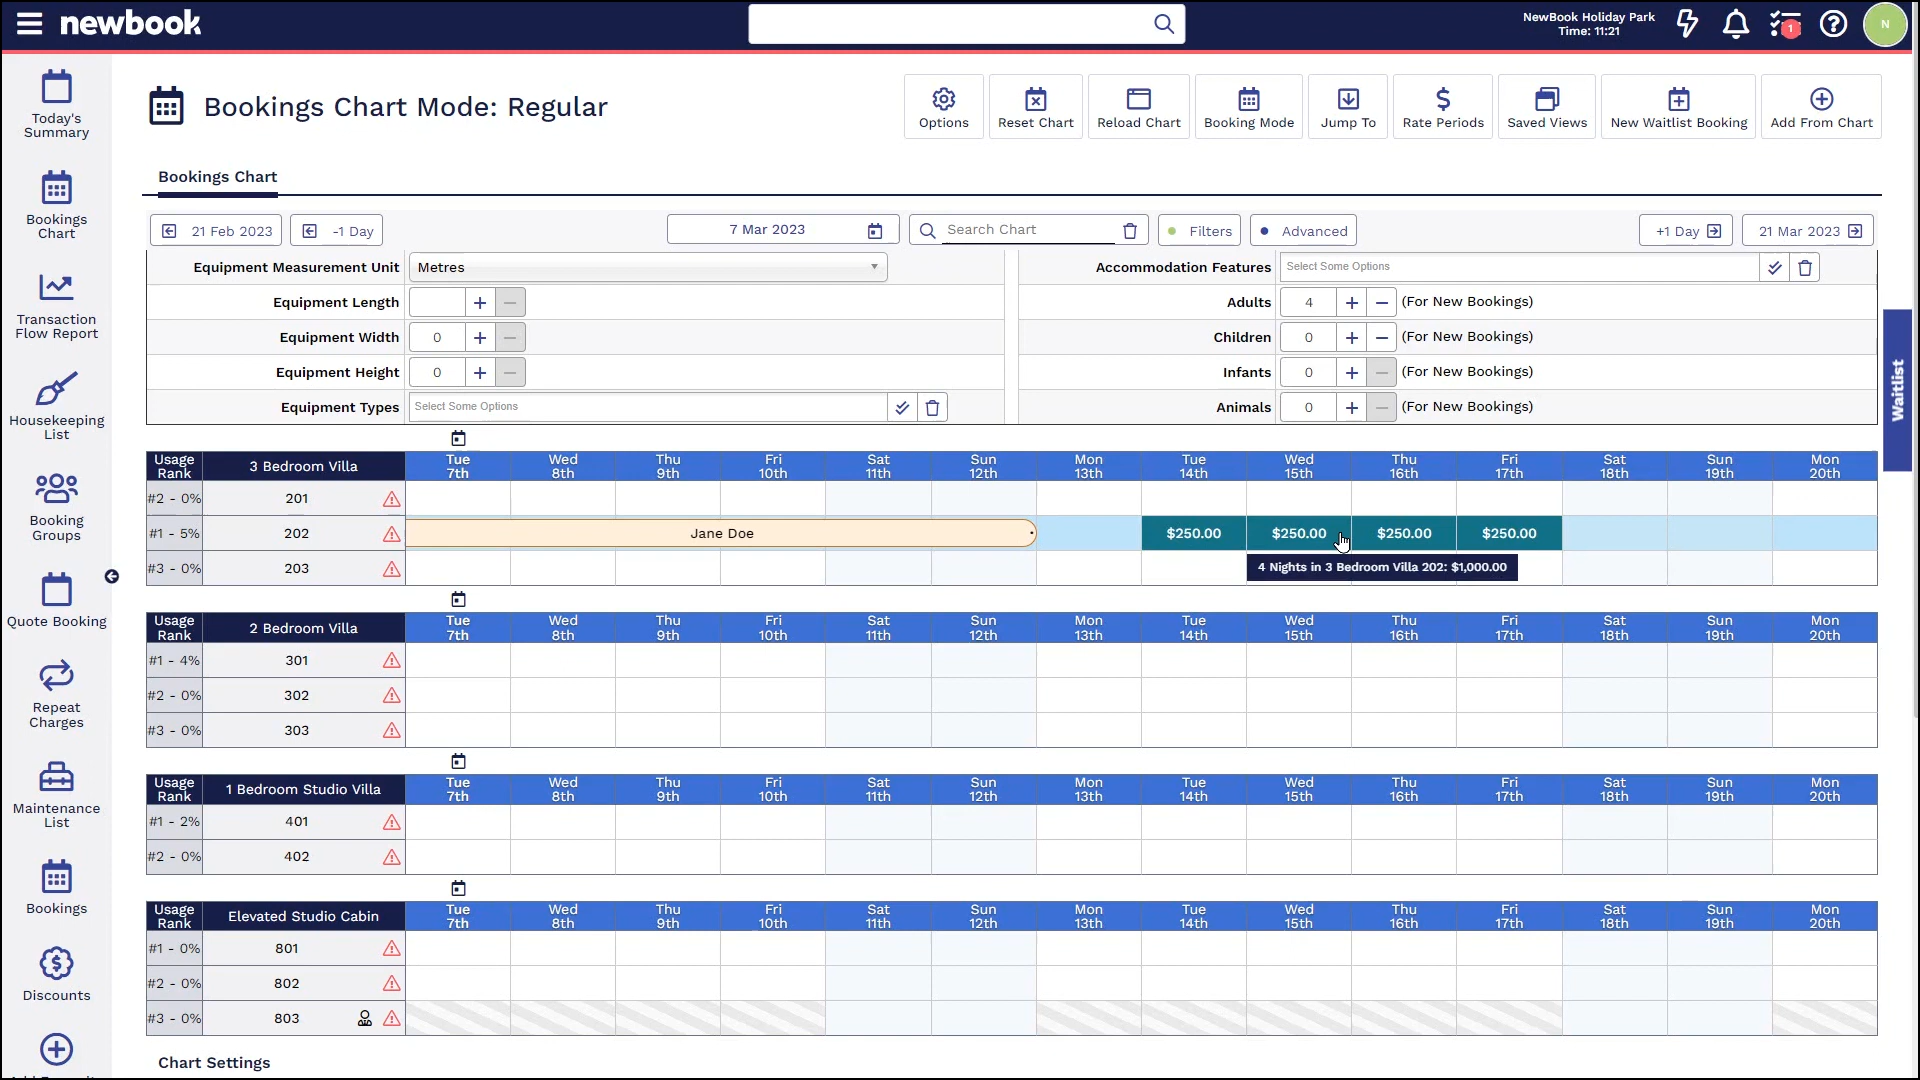 newbook
NewBook Holiday Park
Time: 11:21
1
N
Today's
Summary
Bookings
Chart
Transaction
Flow Report
Housekeeping
List
Booking
Groups
Quote Booking
Repeat
Charges
Maintenance
List
Bookings
Discounts
Bookings Chart Mode: Regular
Options
Reset Chart
Reload Chart
Booking Mode
Jump To
Rate Periods
Saved Views
New Waitlist Booking
Add From Chart
Bookings Chart
21 Feb 2023
-1 Day
7 Mar 2023
Search Chart
Filters
Advanced
+1 Day
21 Mar 2023
Equipment Measurement Unit Metres
Equipment Length + −
Equipment Width 0 + −
Equipment Height 0 + −
Equipment Types Select Some Options
Accommodation Features Select Some Options
Adults 4 + − (For New Bookings)
Children 0 + − (For New Bookings)
Infants 0 + − (For New Bookings)
Animals 0 + − (For New Bookings)
Waitlist
Usage Tue Wed Thu Fri Sat Sun Mon Tue Wed Thu Fri Sat Sun Mon
Rank 3 Bedroom Villa 7th 8th 9th 10th 11th 12th 13th 14th 15th 16th 17th 18th 19th 20th
#2 - 0% 201
#1 - 5% 202 Jane Doe $250.00 $250.00 $250.00 $250.00
#3 - 0% 203 4 Nights in 3 Bedroom Villa 202: $1,000.00
Usage Tue Wed Thu Fri Sat Sun Mon Tue Wed Thu Fri Sat Sun Mon
Rank 2 Bedroom Villa 7th 8th 9th 10th 11th 12th 13th 14th 15th 16th 17th 18th 19th 20th
#1 - 4% 301
#2 - 0% 302
#3 - 0% 303
Usage Tue Wed Thu Fri Sat Sun Mon Tue Wed Thu Fri Sat Sun Mon
Rank 1 Bedroom Studio Villa 7th 8th 9th 10th 11th 12th 13th 14th 15th 16th 17th 18th 19th 20th
#1 - 2% 401
#2 - 0% 402
Usage Tue Wed Thu Fri Sat Sun Mon Tue Wed Thu Fri Sat Sun Mon
Rank Elevated Studio Cabin 7th 8th 9th 10th 11th 12th 13th 14th 15th 16th 17th 18th 19th 20th
#1 - 0% 801
#2 - 0% 802
#3 - 0% 803
Chart Settings